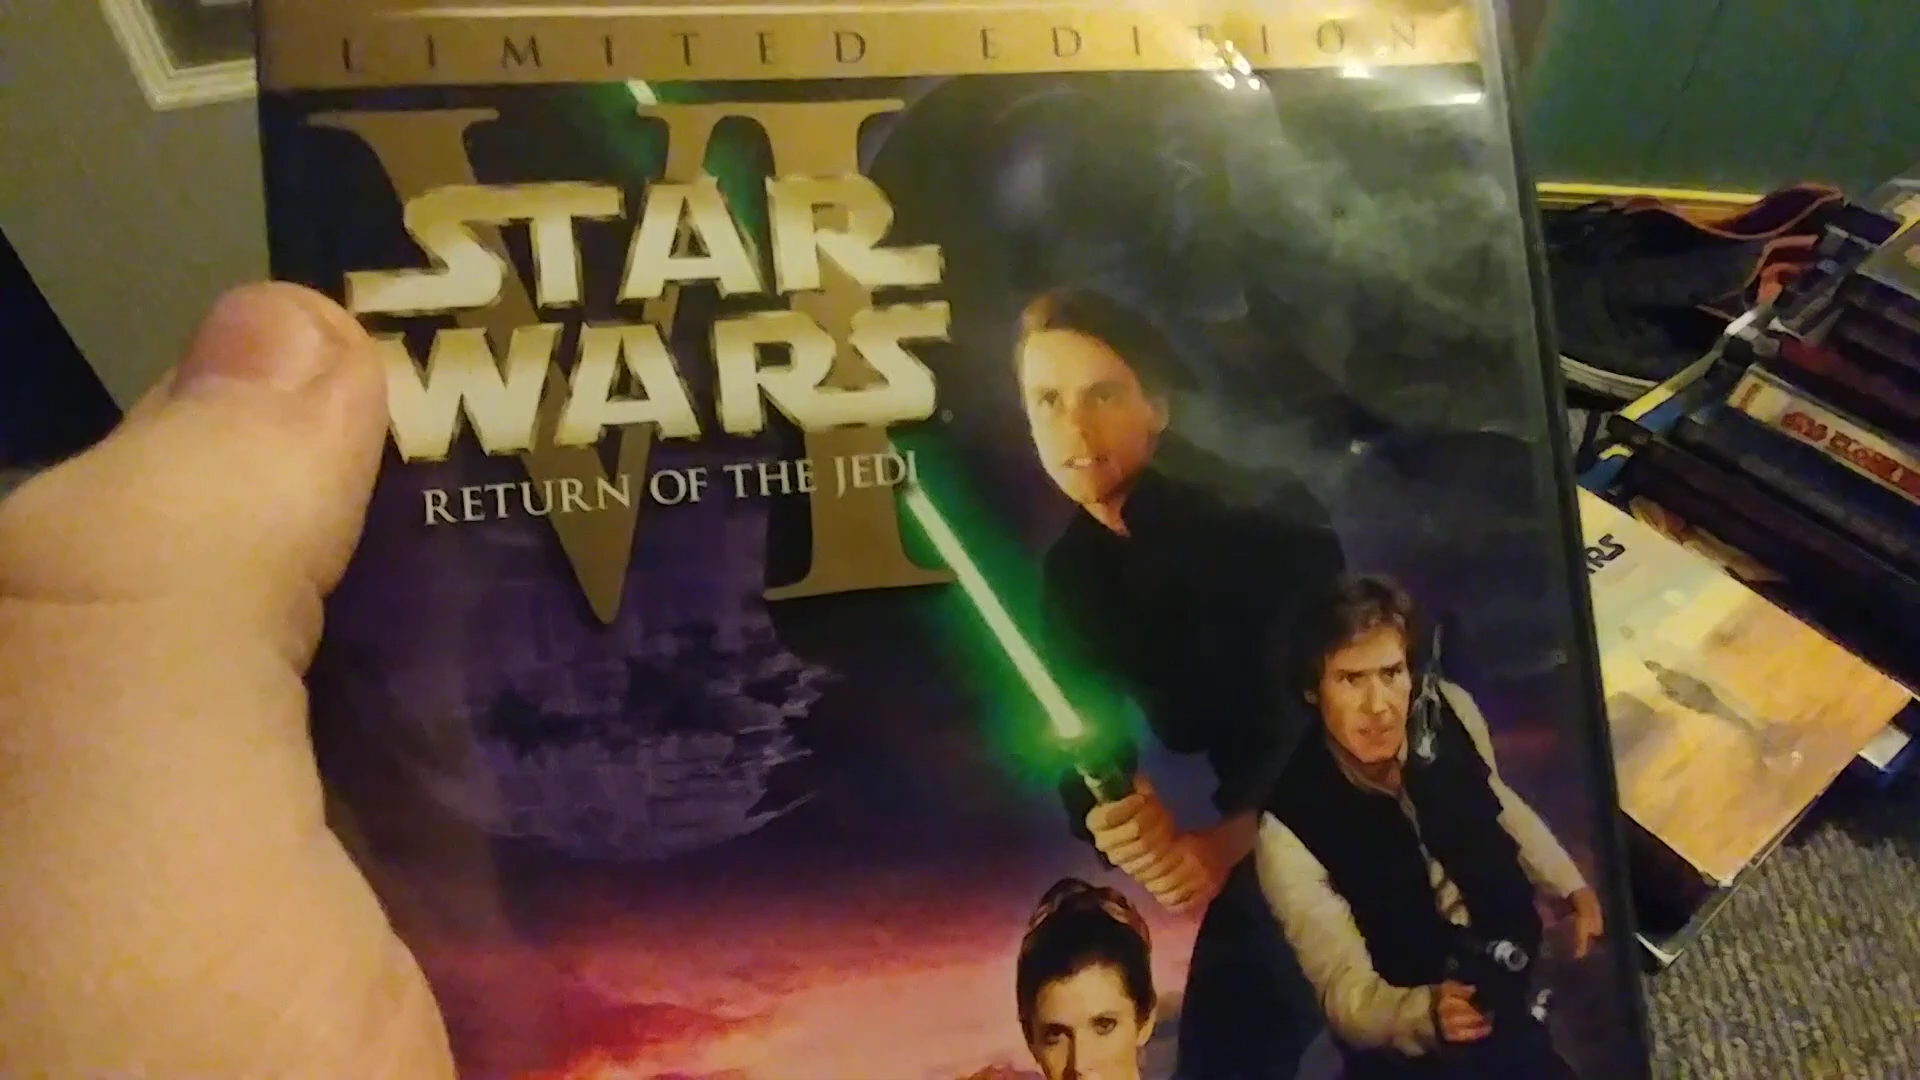 LIMITED EDITION
VI
STAR
WARS
RETURN OF THE JEDI